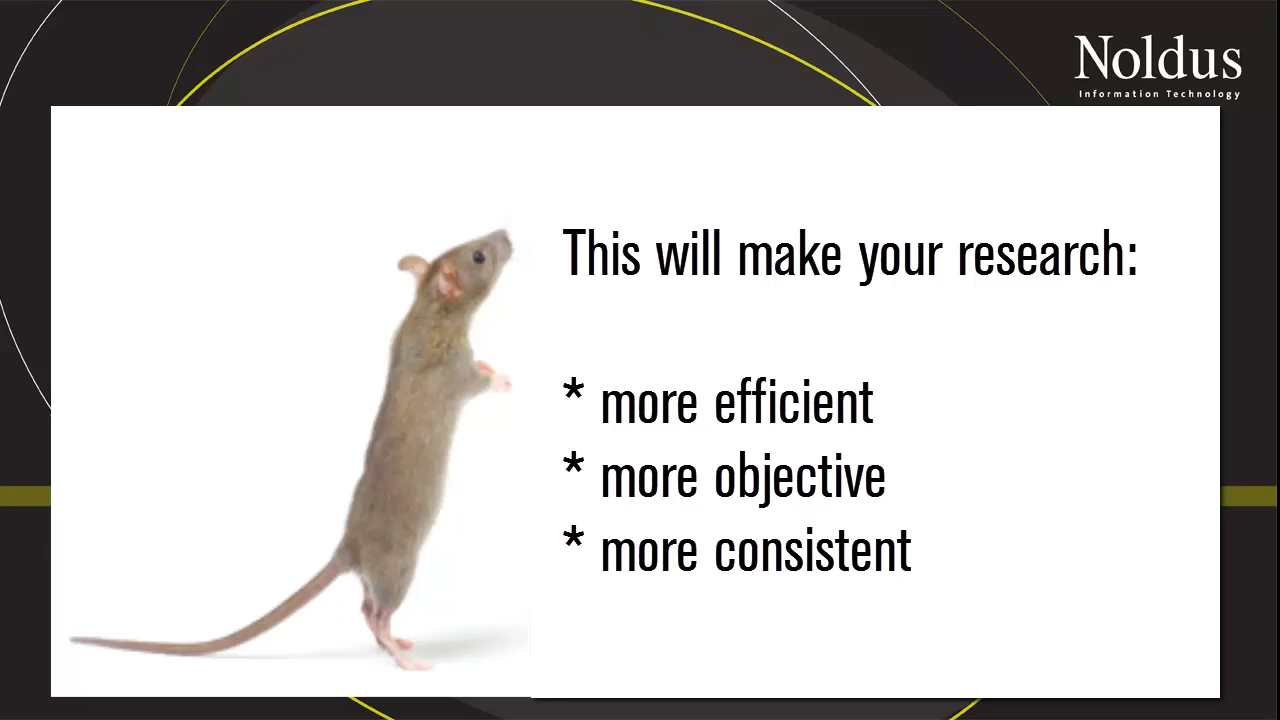 Noldus
Information Technology
This will make your research:
* more efficient
* more objective
* more consistent